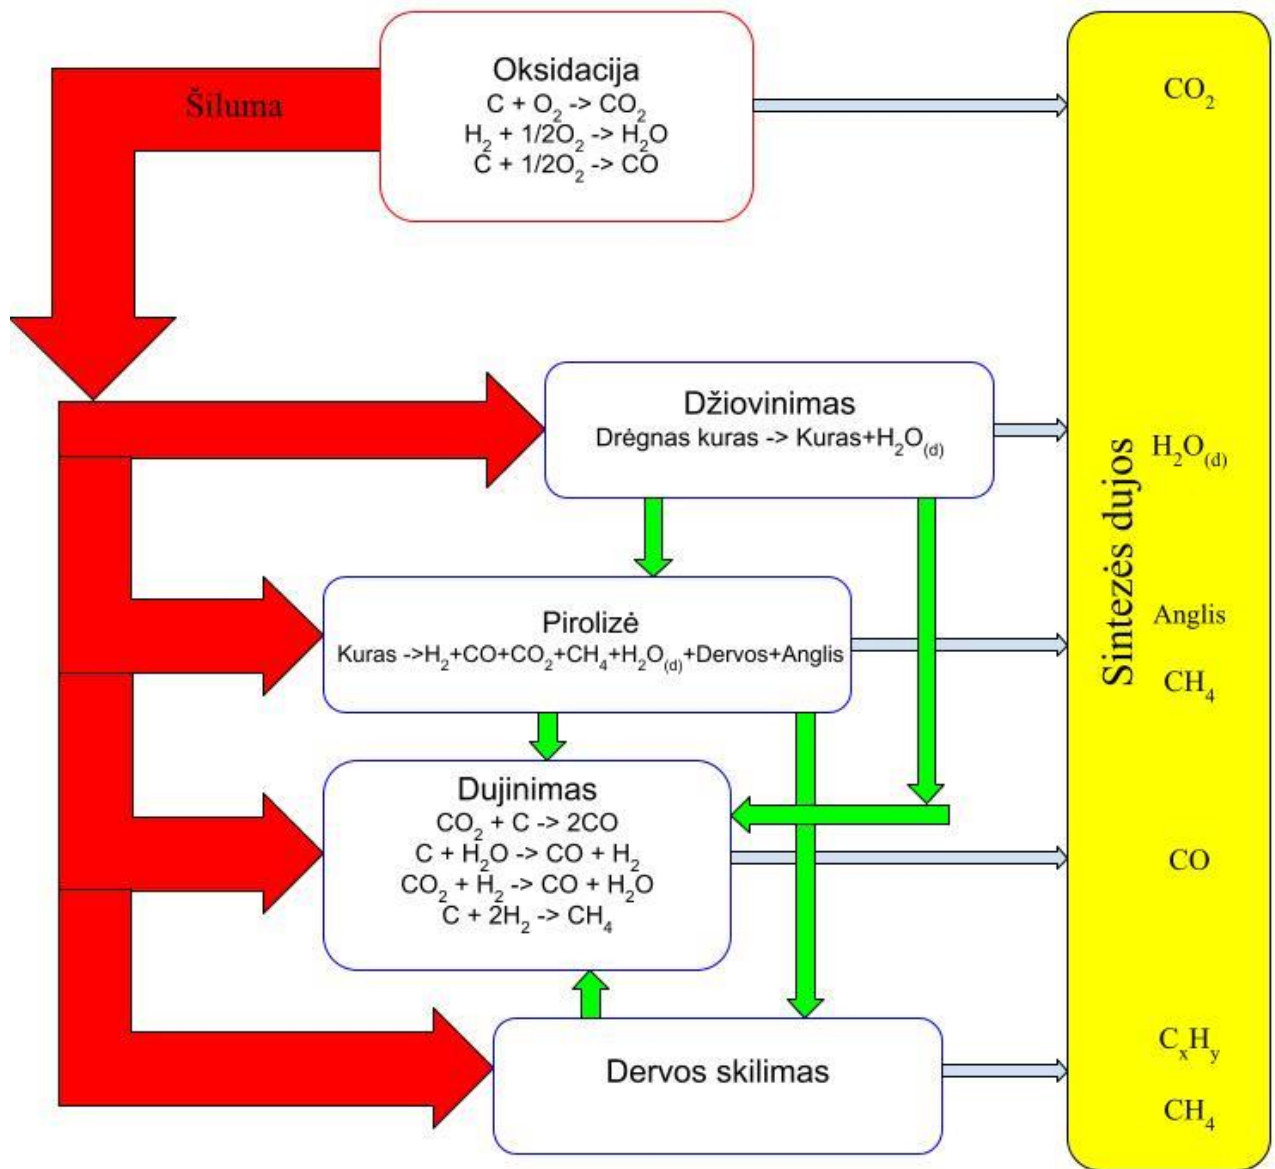 Oksidacija
C + O₂ -> CO₂
H₂ + 1/2O₂ -> H₂O
C + 1/2O₂ -> CO
Šiluma
CO₂
Džiovinimas
Drėgnas kuras -> Kuras+H₂O₍d₎
H₂O₍d₎
Sintezės dujos
Pirolizė
Kuras ->H₂+CO+CO₂+CH₄+H₂O₍d₎+Dervos+Anglis
Anglis
CH₄
Dujinimas
CO₂ + C -> 2CO
C + H₂O -> CO + H₂
CO₂ + H₂ -> CO + H₂O
C + 2H₂ -> CH₄
CO
Dervos skilimas
CₓHᵧ
CH₄